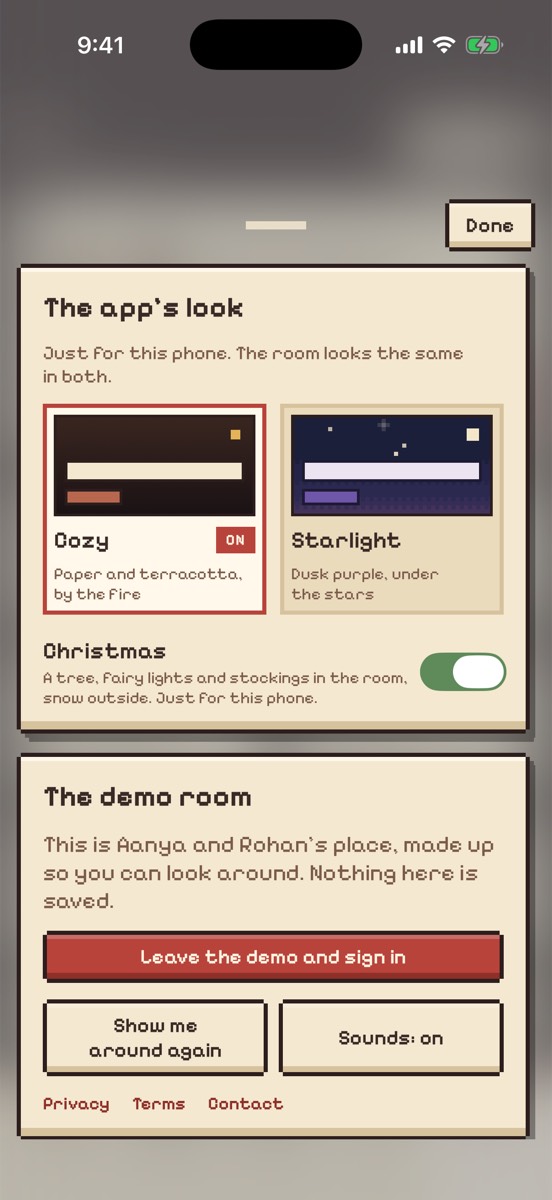 9:41
Done
The app's look
Just for this phone. The room looks the same
in both.
Cozy
ON
Paper and terracotta,
by the fire
Starlight
Dusk purple, under
the stars
Christmas
A tree, fairy lights and stockings in the room,
snow outside. Just for this phone.
The demo room
This is Aanya and Rohan's place, made up
so you can look around. Nothing here is
saved.
Leave the demo and sign in
Show me
around again
Sounds: on
Privacy Terms Contact